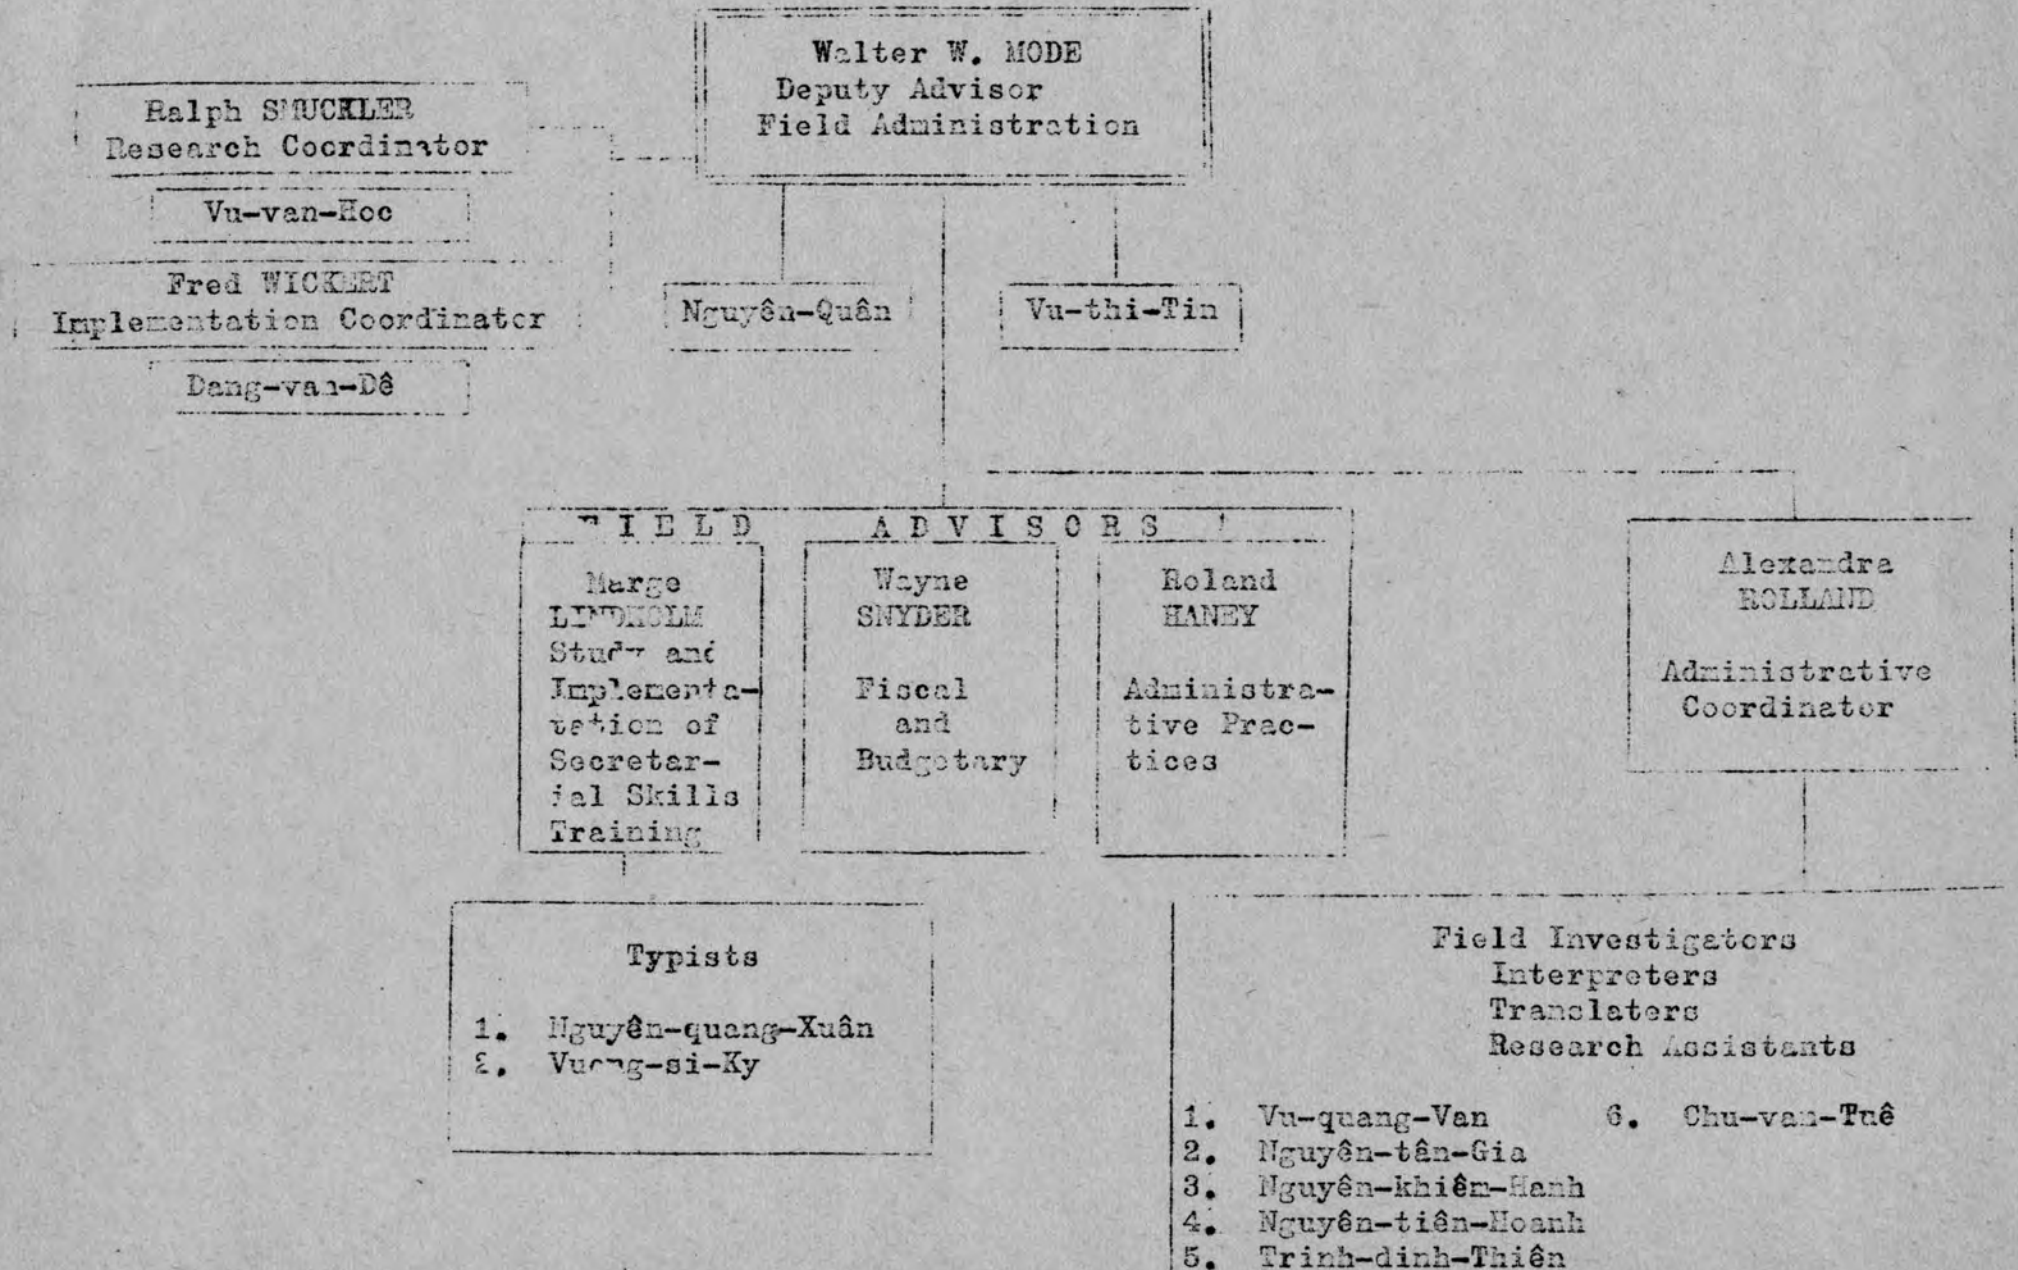 Walter W. MODE
Deputy Advisor
Field Administration
Ralph SMUCKLER
Research Coordinator
Vu-van-Hoc
Fred WICKERT
Implementation Coordinator
Dang-van-Dê
Nguyên-Quân
Vu-thi-Tin
FIELD ADVISORS
Marge
LINDHOLM
Study and
Implementa-
tation of
Secretar-
ial Skills
Training
Wayne
SNYDER
Fiscal
and
Budgetary
Roland
HANEY
Administra-
tive Prac-
tices
Alexandra
ROLLAND
Administrative
Coordinator
Typists
1. Nguyên-quang-Xuân
2. Vuong-si-Ky
Field Investigators
Interpreters
Translaters
Research Assistants
1. Vu-quang-Van
2. Nguyên-tân-Gia
3. Nguyên-khiêm-Hanh
4. Nguyên-tiên-Hoanh
5. Trinh-dinh-Thiên
6. Chu-van-Tuê